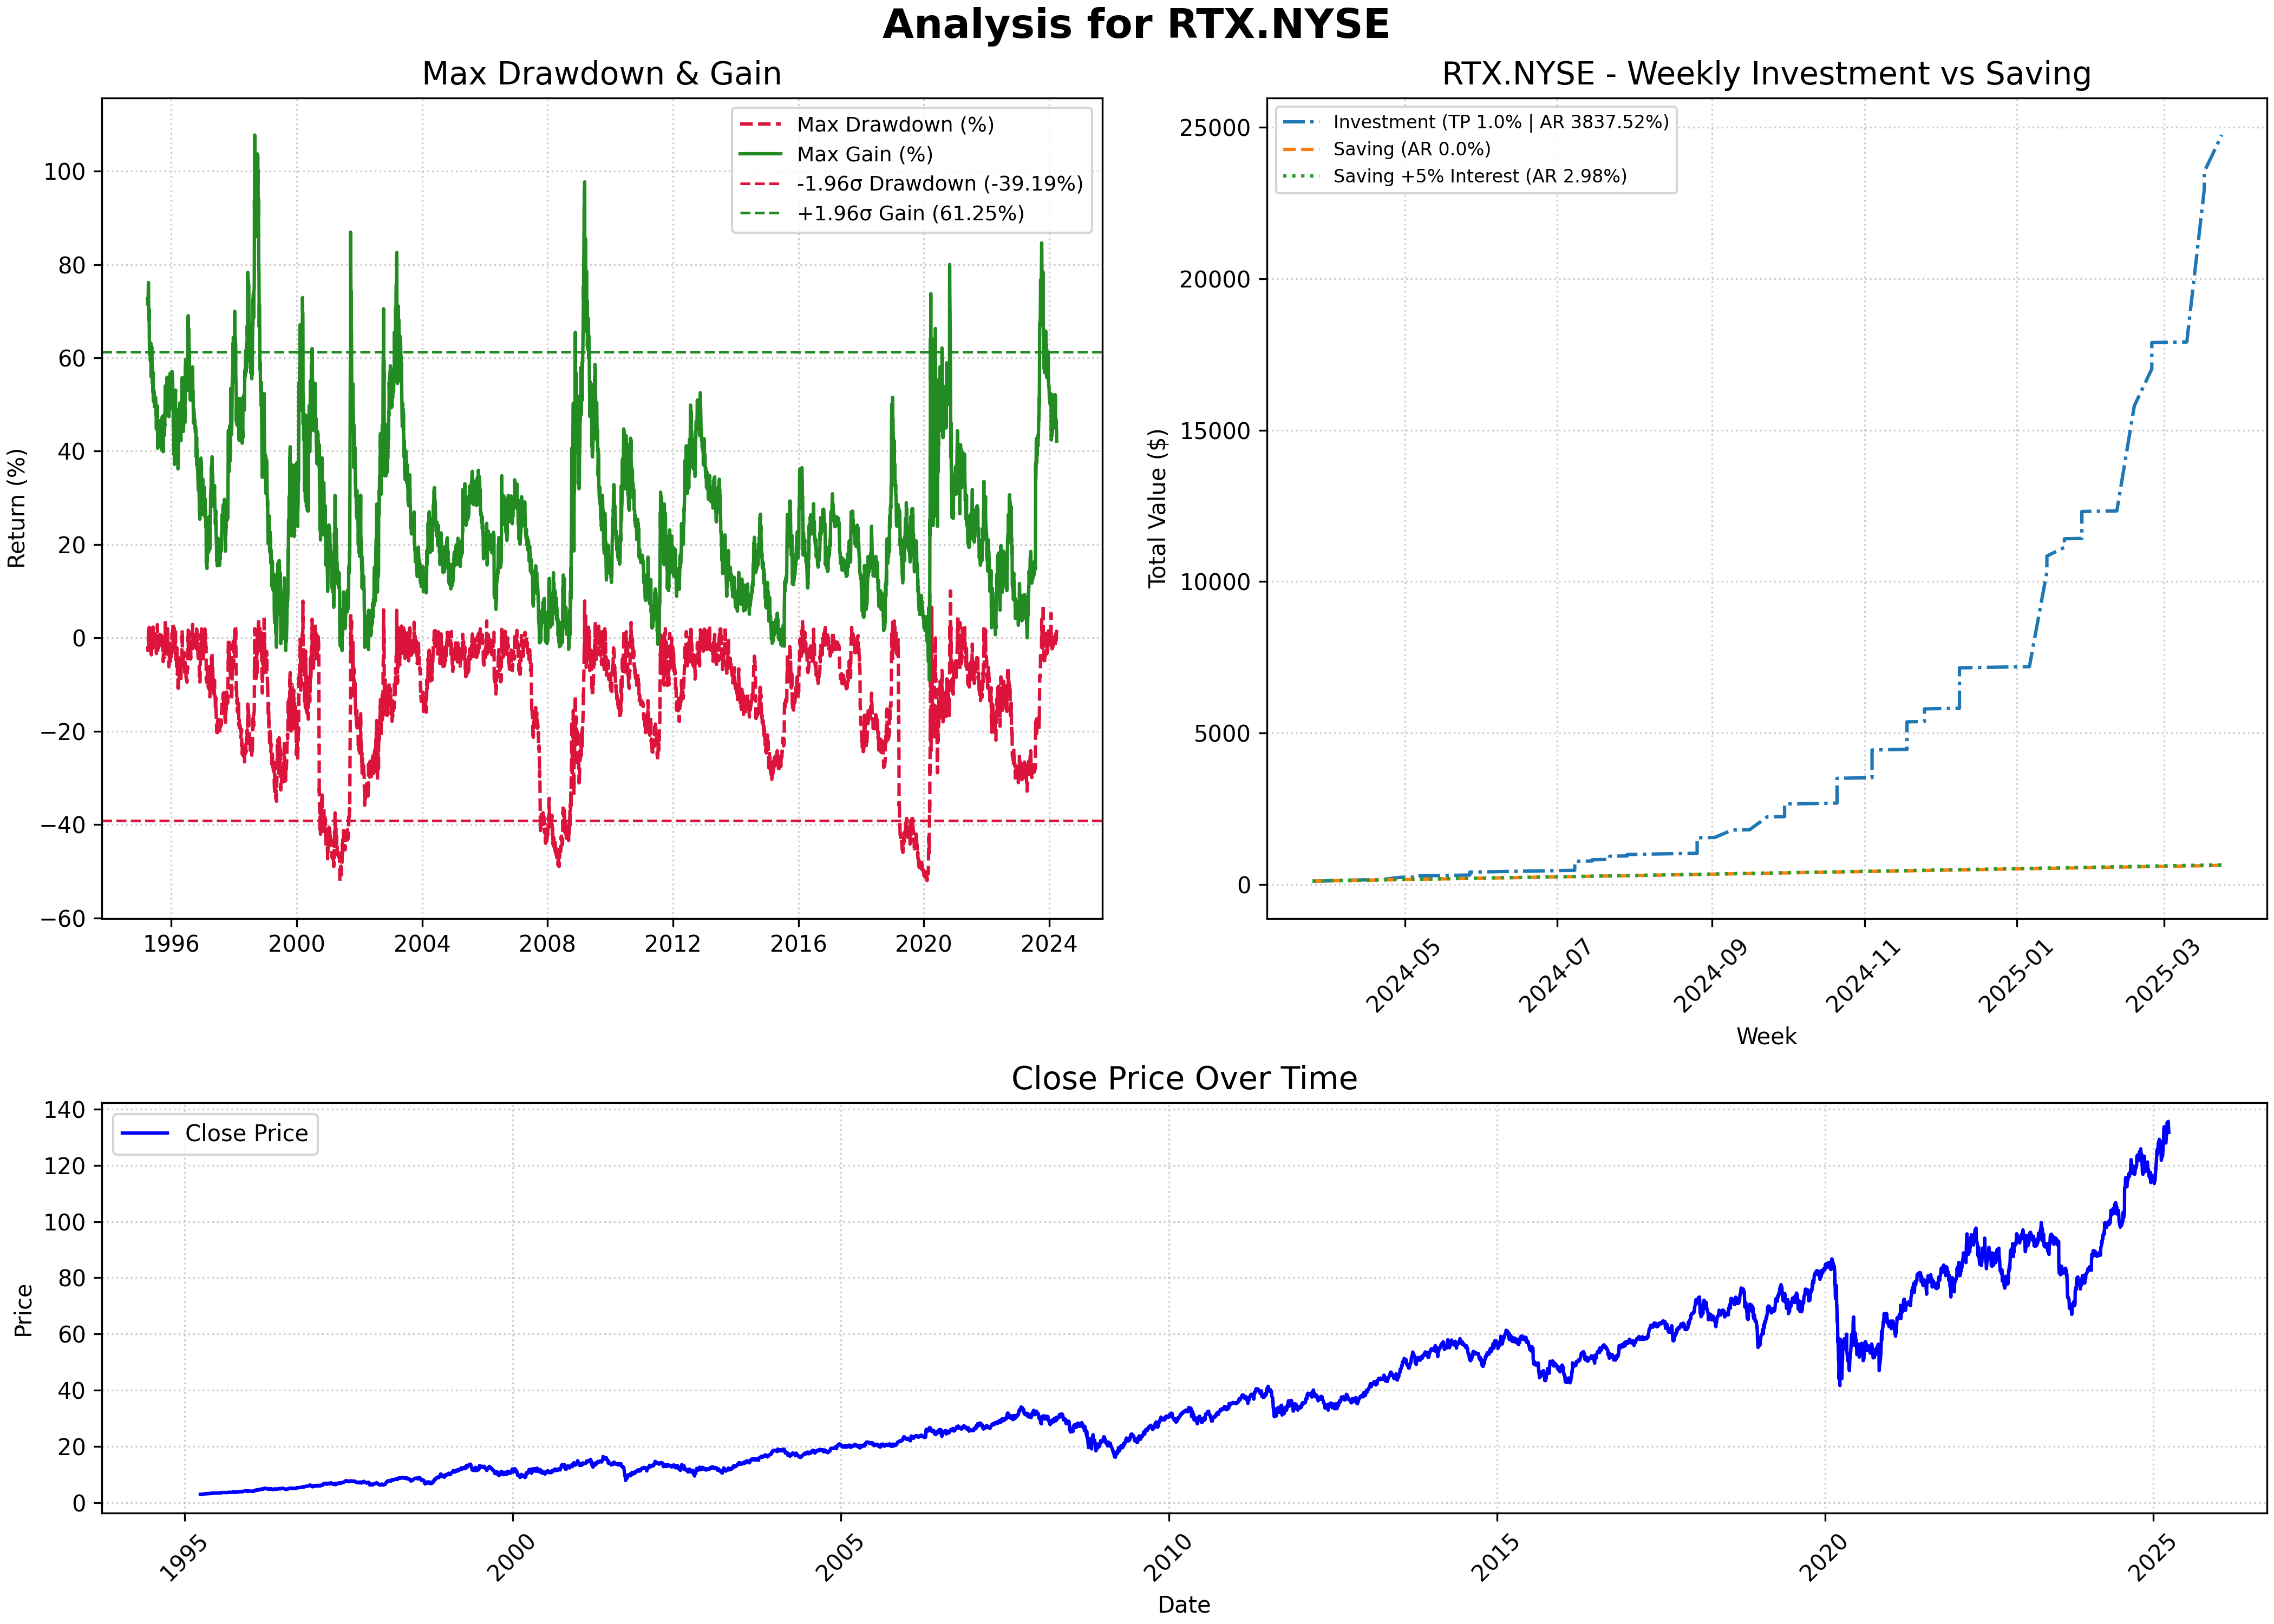 Analysis for RTX.NYSE
Max Drawdown & Gain
Max Drawdown (%)
Max Gain (%)
-1.96σ Drawdown (-39.19%)
+1.96σ Gain (61.25%)
Return (%)
100
80
60
40
20
0
−20
−40
−60
1996
2000
2004
2008
2012
2016
2020
2024
RTX.NYSE - Weekly Investment vs Saving
Investment (TP 1.0% | AR 3837.52%)
Saving (AR 0.0%)
Saving +5% Interest (AR 2.98%)
Total Value ($)
25000
20000
15000
10000
5000
0
2024-05
2024-07
2024-09
2024-11
2025-01
2025-03
Week
Close Price Over Time
Close Price
Price
140
120
100
80
60
40
20
0
1995
2000
2005
2010
2015
2020
2025
Date